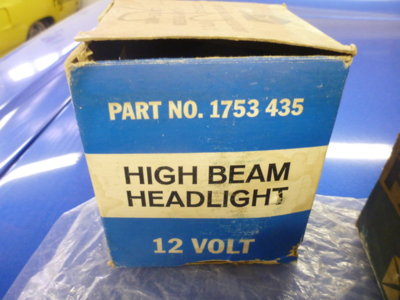 PART NO. 1753 435
HIGH BEAM
HEADLIGHT
12 VOLT